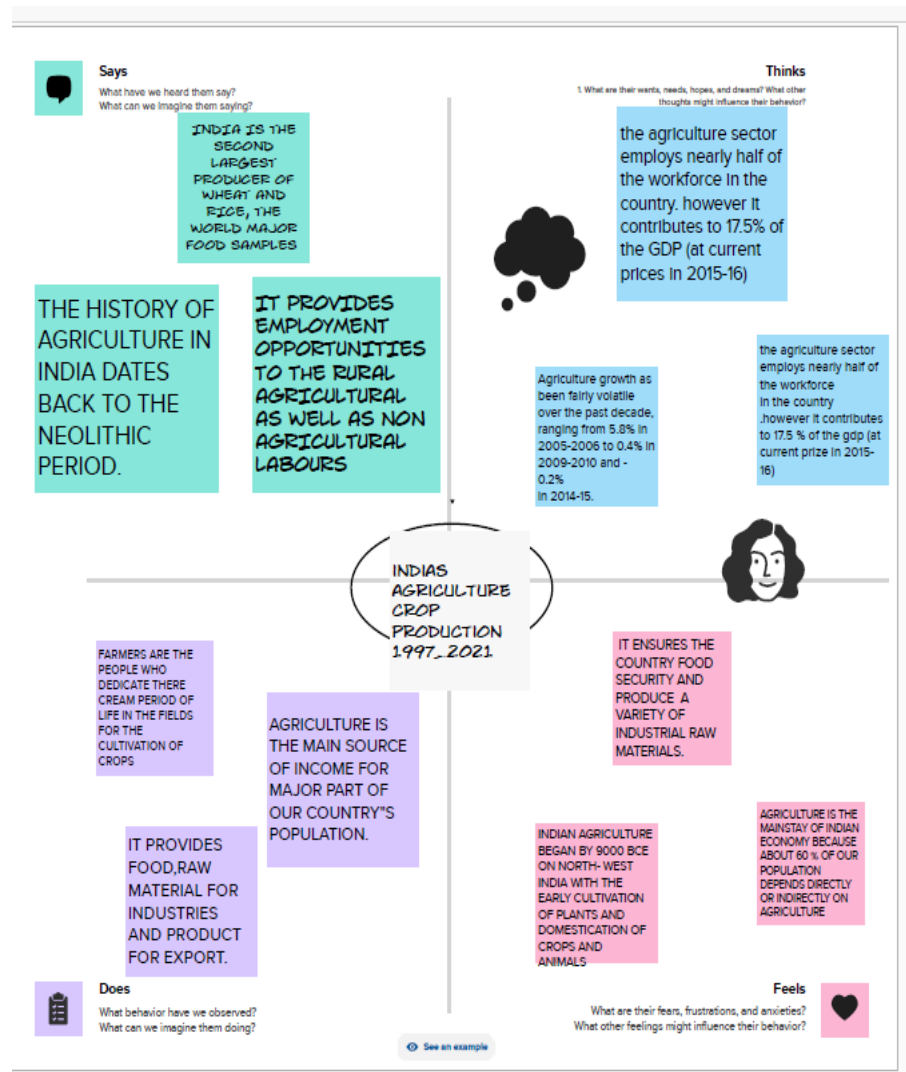 Says
What have we heard them say?
What can we imagine them saying?
INDIA IS THE
SECOND
LARGEST
PRODUCER OF
WHEAT AND
RICE, THE
WORLD MAJOR
FOOD SAMPLES
THE HISTORY OF
AGRICULTURE IN
INDIA DATES
BACK TO THE
NEOLITHIC
PERIOD.
IT PROVIDES
EMPLOYMENT
OPPORTUNITIES
TO THE RURAL
AGRICULTURAL
AS WELL AS NON
AGRICULTURAL
LABOURS
Thinks
1. What are their wants, needs, hopes, and dreams? What other
thoughts might influence their behavior?
the agriculture sector
employs nearly half of
the workforce in the
country. however it
contributes to 17.5% of
the GDP (at current
prices in 2015-16)
Agriculture growth as
been fairly volatile
over the past decade,
ranging from 5.8% in
2005-2006 to 0.4% in
2009-2010 and -
0.2%
in 2014-15.
the agriculture sector
employs nearly half of
the workforce
in the country
.however it contributes
to 17.5 % of the gdp (at
current prize in 2015-
16)
INDIAS
AGRICULTURE
CROP
PRODUCTION
1997_2021
FARMERS ARE THE
PEOPLE WHO
DEDICATE THERE
CREAM PERIOD OF
LIFE IN THE FIELDS
FOR THE
CULTIVATION OF
CROPS
AGRICULTURE IS
THE MAIN SOURCE
OF INCOME FOR
MAJOR PART OF
OUR COUNTRY"S
POPULATION.
IT PROVIDES
FOOD,RAW
MATERIAL FOR
INDUSTRIES
AND PRODUCT
FOR EXPORT.
Does
What behavior have we observed?
What can we imagine them doing?
IT ENSURES THE
COUNTRY FOOD
SECURITY AND
PRODUCE A
VARIETY OF
INDUSTRIAL RAW
MATERIALS.
INDIAN AGRICULTURE
BEGAN BY 9000 BCE
ON NORTH- WEST
INDIA WITH THE
EARLY CULTIVATION
OF PLANTS AND
DOMESTICATION OF
CROPS AND
ANIMALS
AGRICULTURE IS THE
MAINSTAY OF INDIAN
ECONOMY BECAUSE
ABOUT 60 % OF OUR
POPULATION
DEPENDS DIRECTLY
OR INDIRECTLY ON
AGRICULTURE
Feels
What are their fears, frustrations, and anxieties?
What other feelings might influence their behavior?
See an example